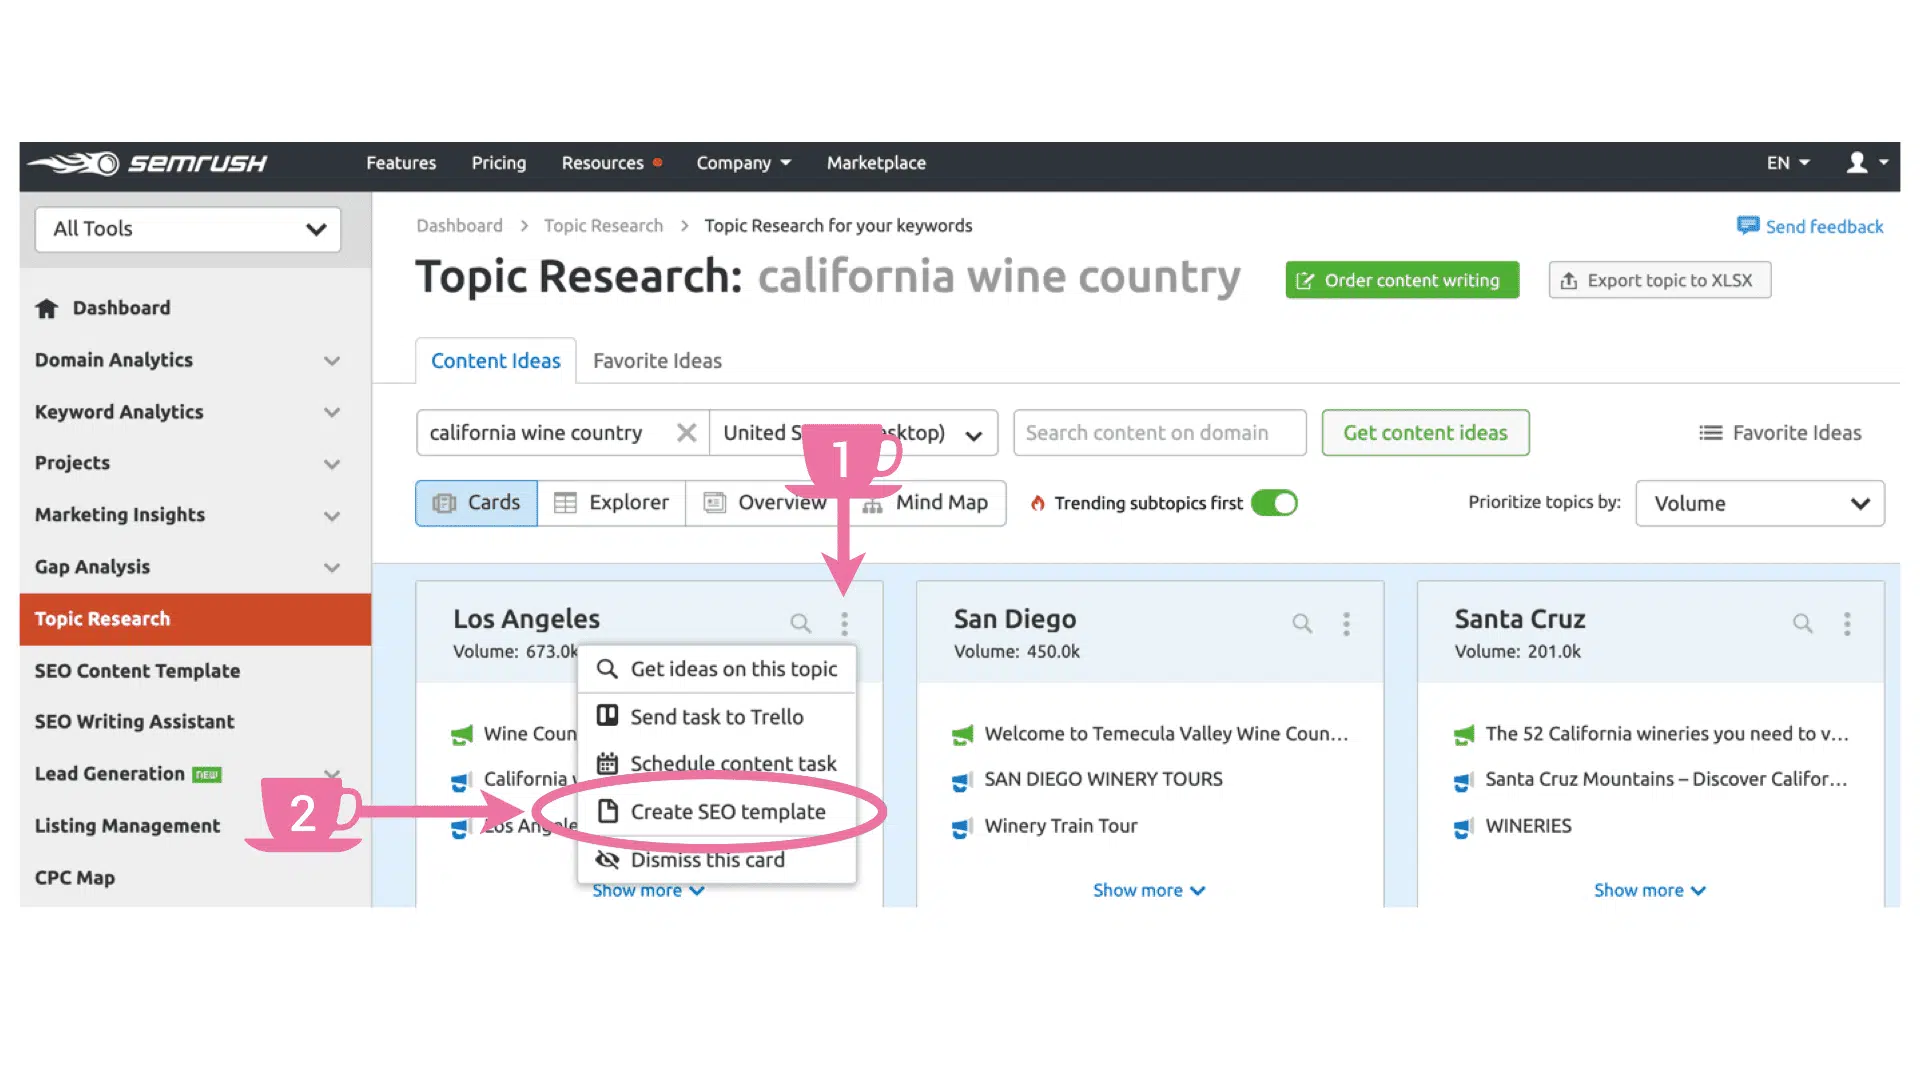 SEMRUSH
Features
Pricing
Resources
Company
Marketplace
EN
All Tools
Dashboard
Domain Analytics
Keyword Analytics
Projects
Marketing Insights
Gap Analysis
Topic Research
SEO Content Template
SEO Writing Assistant
Lead Generation new
Listing Management
CPC Map
Dashboard > Topic Research > Topic Research for your keywords
Send feedback
Topic Research: california wine country
Order content writing
Export topic to XLSX
Content Ideas
Favorite Ideas
california wine country
United
Search content on domain
Get content ideas
Favorite Ideas
1
Cards
Explorer
Overview
Mind Map
Trending subtopics first
Prioritize topics by:
Volume
Los Angeles
Volume: 673.0k
Get ideas on this topic
Send task to Trello
Schedule content task
Create SEO template
Dismiss this card
Wine
California
Los
Show more
2
San Diego
Volume: 450.0k
Welcome to Temecula Valley Wine Coun...
SAN DIEGO WINERY TOURS
Winery Train Tour
Show more
Santa Cruz
Volume: 201.0k
The 52 California wineries you need to v...
Santa Cruz Mountains – Discover Califor...
WINERIES
Show more